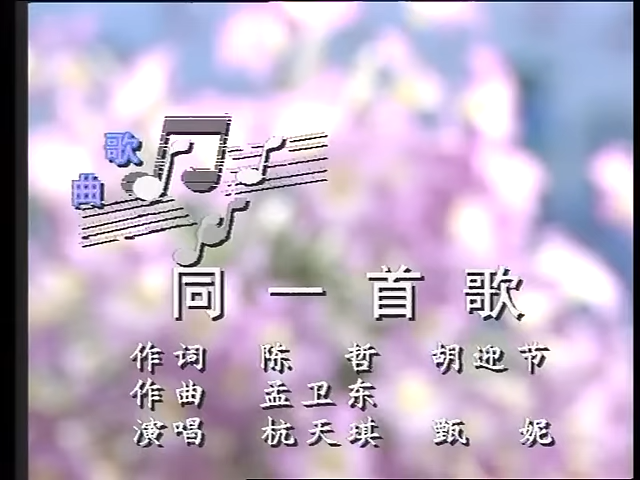 歌曲
同一首歌
作词 陈 哲 胡迎节
作曲 孟卫东
演唱 杭天琪 甄 妮